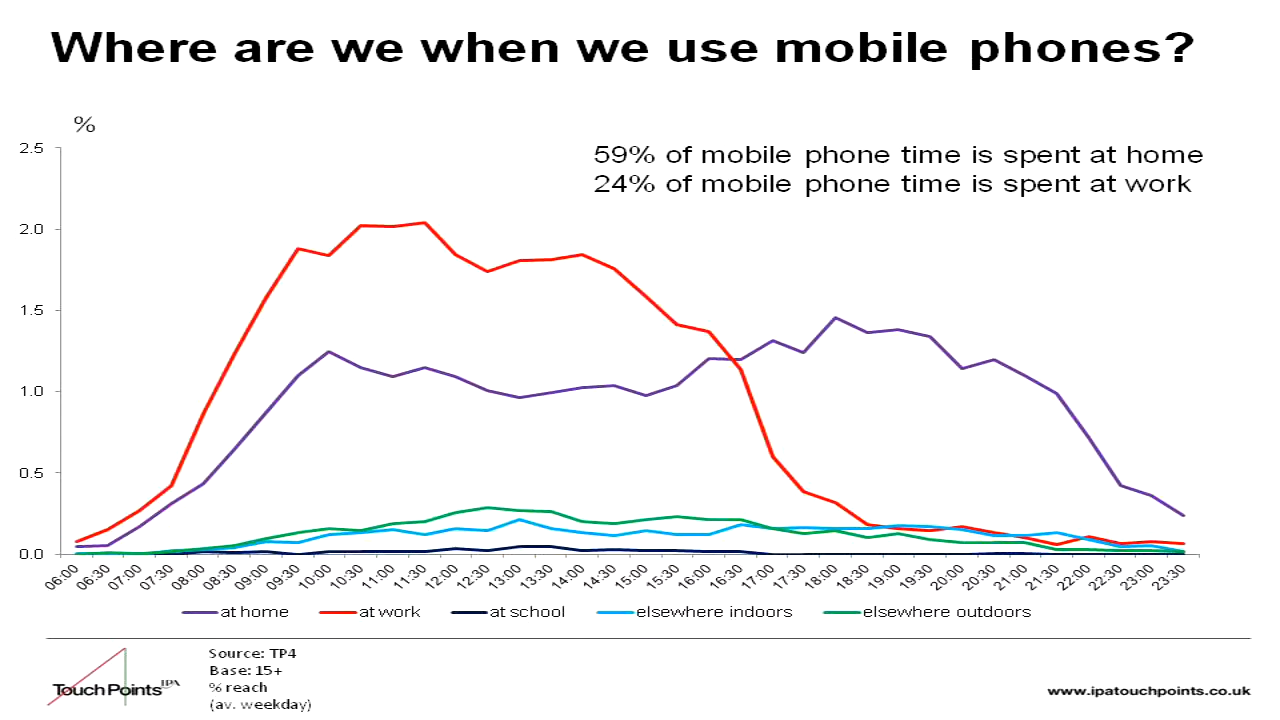 Where are we when we use mobile phones?
%
59% of mobile phone time is spent at home
24% of mobile phone time is spent at work
2.5
2.0
1.5
1.0
0.5
0.0
06:00 06:30 07:00 07:30 08:00 08:30 09:00 09:30 10:00 10:30 11:00 11:30 12:00 12:30 13:00 13:30 14:00 14:30 15:00 15:30 16:00 16:30 17:00 17:30 18:00 18:30 19:00 19:30 20:00 20:30 21:00 21:30 22:00 22:30 23:00 23:30
at home at work at school elsewhere indoors elsewhere outdoors
TouchPoints IPA
Source: TP4
Base: 15+
% reach
(av. weekday)
www.ipatouchpoints.co.uk